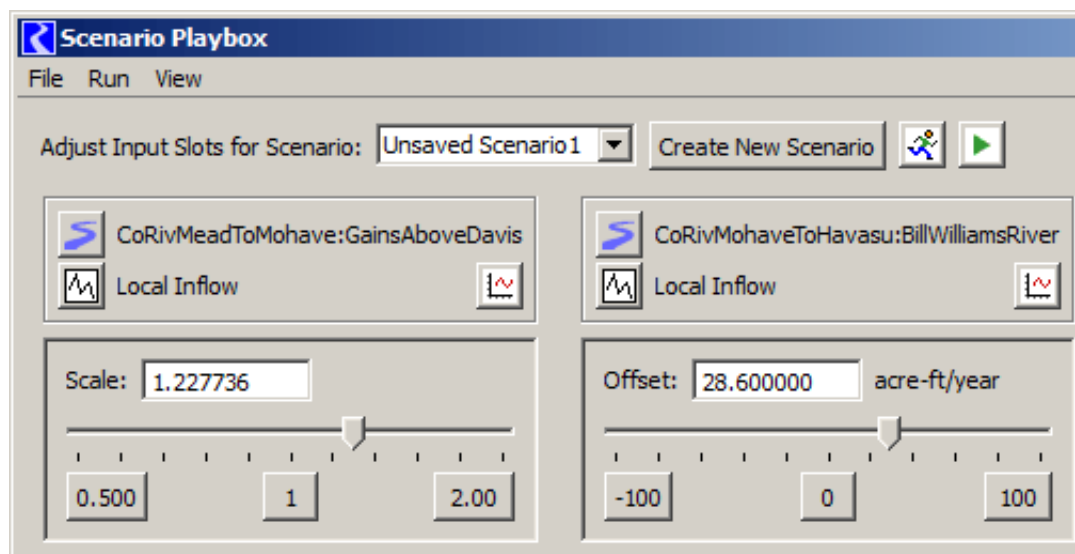 Scenario Playbox
File Run View
Adjust Input Slots for Scenario: Unsaved Scenario1 Create New Scenario
CoRivMeadToMohave:GainsAboveDavis
Local Inflow
CoRivMohaveToHavasu:BillWilliamsRiver
Local Inflow
Scale: 1.227736
0.500 1 2.00
Offset: 28.600000 acre-ft/year
-100 0 100